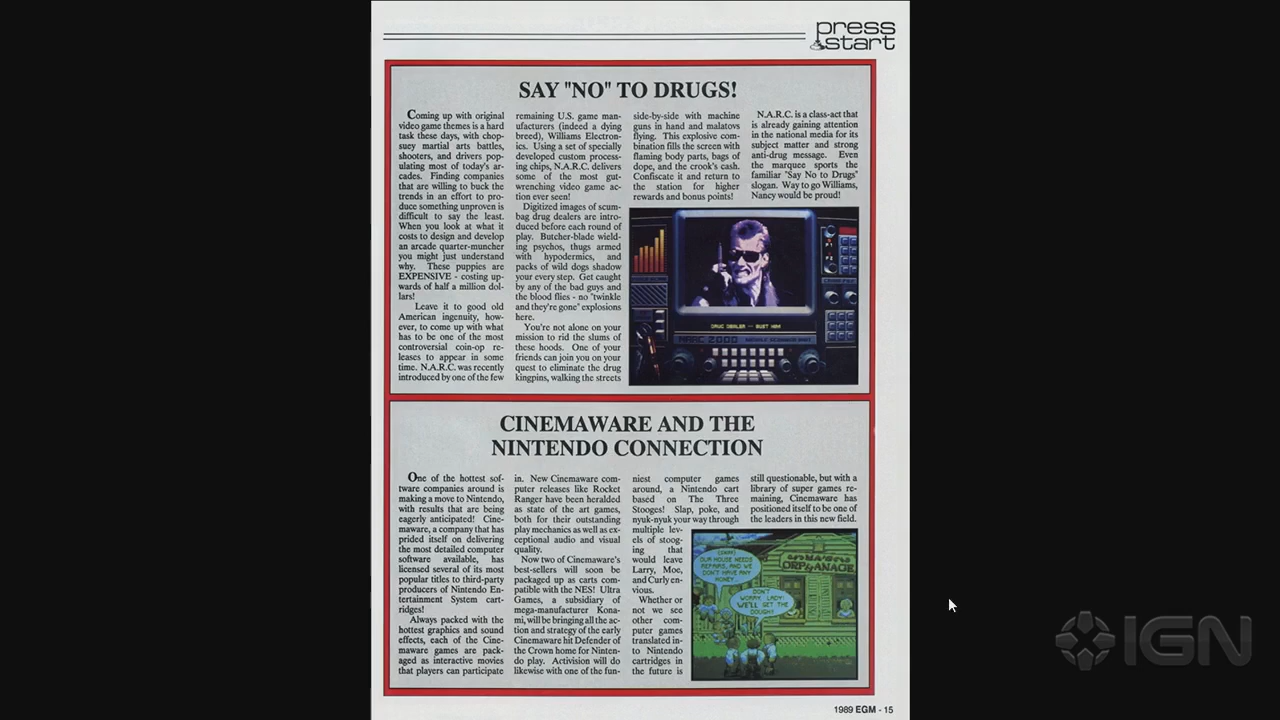 press
start
SAY "NO" TO DRUGS!
Coming up with original
video game themes is a hard
task these days, with chop-
suey martial arts battles,
shooters, and drivers pop-
ulating most of today's ar-
cades. Finding companies
that are willing to buck the
trends in an effort to pro-
duce something unproven is
difficult to say the least.
When you look at what it
costs to design and develop
an arcade quarter-muncher
you might just understand
why. These puppies are
EXPENSIVE - costing up-
wards of half a million dol-
lars!
Leave it to good old
American ingenuity, how-
ever, to come up with what
has to be one of the most
controversial coin-op re-
leases to appear in some
time. N.A.R.C. was recently
introduced by one of the few
remaining U.S. game man-
ufacturers (indeed a dying
breed), Williams Electron-
ics. Using a set of specially
developed custom process-
ing chips, N.A.R.C. delivers
some of the most gut-
wrenching video game ac-
tion ever seen!
Digitized images of scum-
bag drug dealers are intro-
duced before each round of
play. Butcher-blade wield-
ing psychos, thugs armed
with hypodermics, and
packs of wild dogs shadow
your every step. Get caught
by any of the bad guys and
the blood flies - no "twinkle
and they're gone" explosions
here.
You're not alone on your
mission to rid the slums of
these hoods. One of your
friends can join you on your
quest to eliminate the drug
kingpins, walking the streets
side-by-side with machine
guns in hand and malatovs
flying. This explosive com-
bination fills the screen with
flaming body parts, bags of
dope, and the crook's cash.
Confiscate it and return to
the station for higher
rewards and bonus points!
N.A.R.C. is a class-act that
is already gaining attention
in the national media for its
subject matter and strong
anti-drug message. Even
the marquee sports the
familiar "Say No to Drugs"
slogan. Way to go Williams,
Nancy would be proud!
P1
P2
DRUG DEALER -- BUST HIM
NARC 2000
CINEMAWARE AND THE
NINTENDO CONNECTION
One of the hottest sof-
tware companies around is
making a move to Nintendo,
with results that are being
eagerly anticipated! Cine-
maware, a company that has
prided itself on delivering
the most detailed computer
software available, has
licensed several of its most
popular titles to third-party
producers of Nintendo En-
tertainment System cart-
ridges!
Always packed with the
hottest graphics and sound
effects, each of the Cine-
maware games are pack-
aged as interactive movies
that players can participate
in. New Cinemaware com-
puter releases like Rocket
Ranger have been heralded
as state of the art games,
both for their outstanding
play mechanics as well as ex-
ceptional audio and visual
quality.
Now two of Cinemaware's
best-sellers will soon be
packaged up as carts com-
patible with the NES! Ultra
Games, a subsidiary of
mega-manufacturer Kona-
mi, will be bringing all the ac-
tion and strategy of the early
Cinemaware hit Defender of
the Crown home for Ninten-
do play. Activision will do
likewise with one of the fun-
niest computer games
around, a Nintendo cart
based on The Three
Stooges! Slap, poke, and
nyuk-nyuk your way through
multiple lev-
els of stoog-
ing that
would leave
Larry, Moe,
and Curly en-
vious.
Whether or
not we see
other com-
puter games
translated in-
to Nintendo
cartridges in
the future is
still questionable, but with a
library of super games re-
maining, Cinemaware has
positioned itself to be one of
the leaders in this new field.
OUR HOUSE NEEDS
REPAIRS, AND WE
DON'T HAVE ANY
MONEY...
DON'T
WORRY, LADY!
WE'LL GET THE
DOUGH!
ORPHANAGE
IGN
1989 EGM - 15